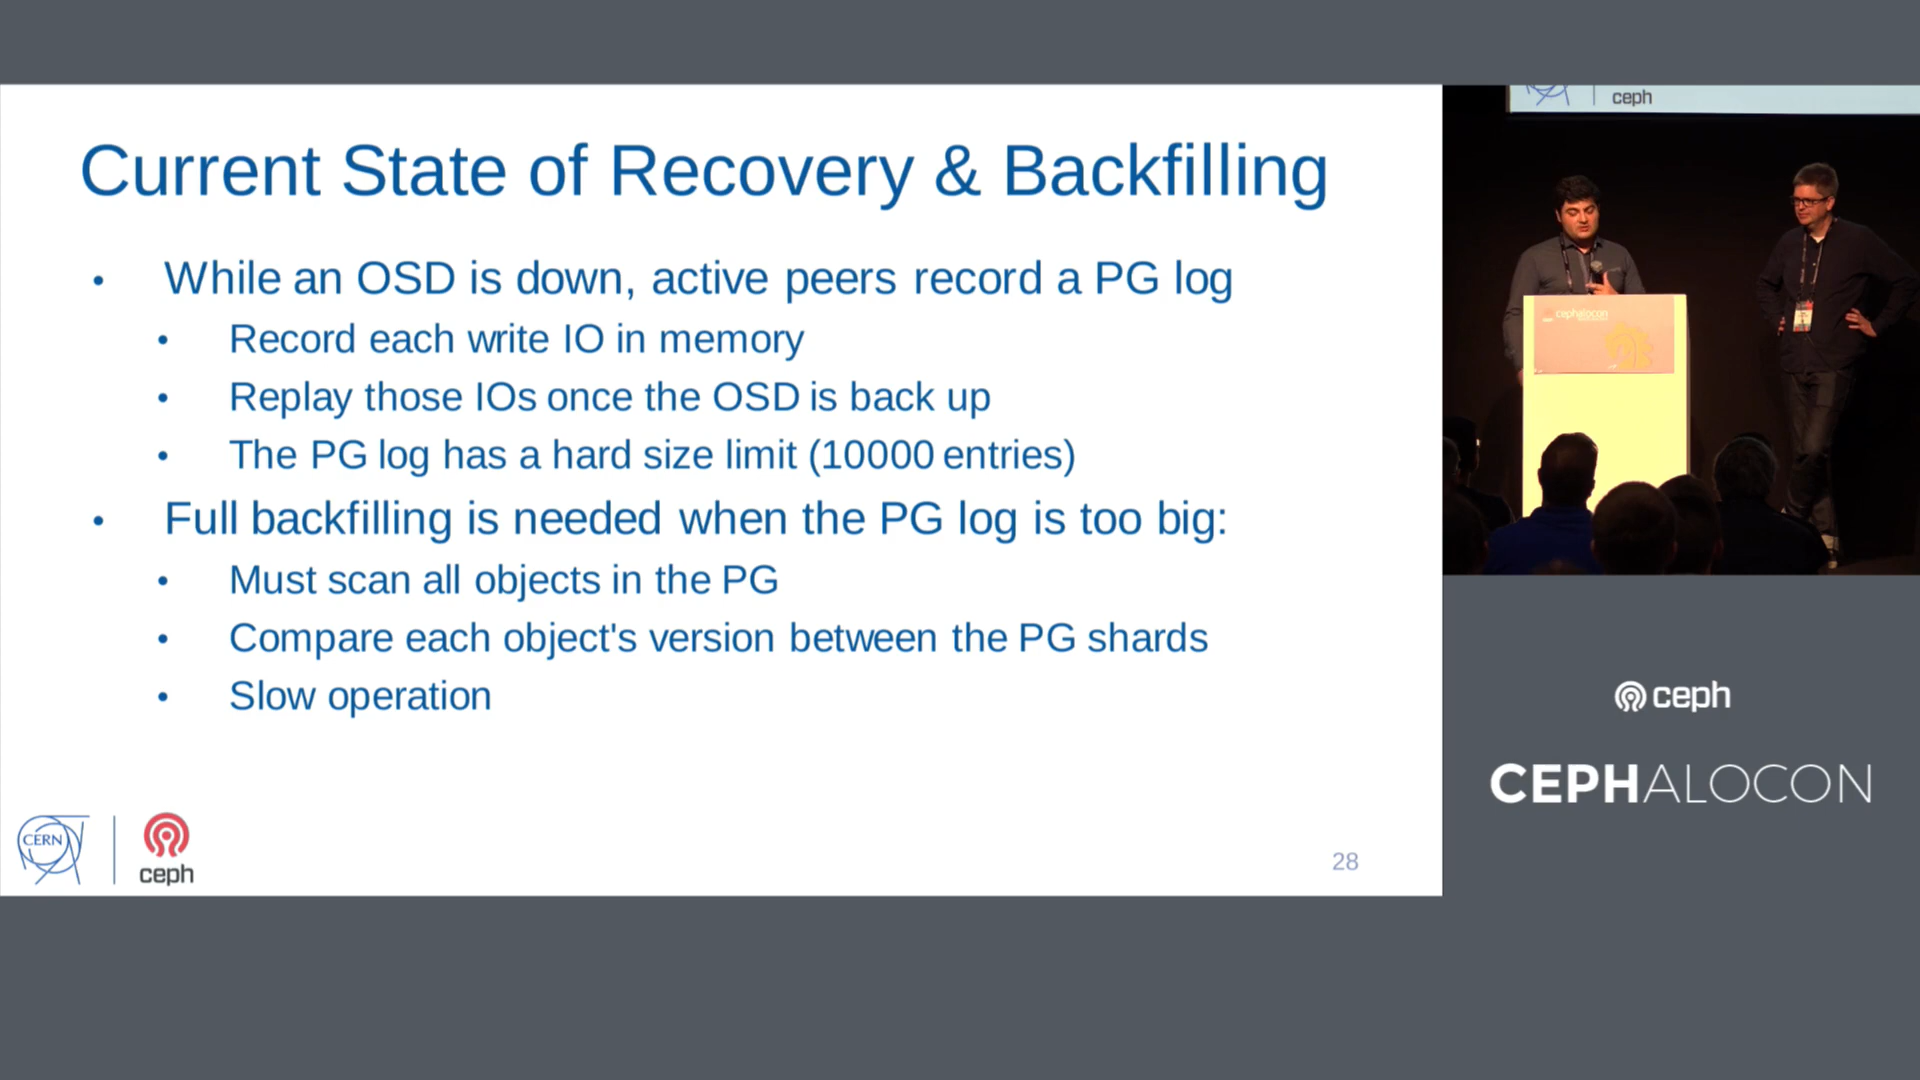 Current State of Recovery & Backfilling
• While an OSD is down, active peers record a PG log
• Record each write IO in memory
• Replay those IOs once the OSD is back up
• The PG log has a hard size limit (10000 entries)
• Full backfilling is needed when the PG log is too big:
• Must scan all objects in the PG
• Compare each object's version between the PG shards
• Slow operation
CERN
ceph
28
ceph
cephalocon
ceph
CEPHALOCON